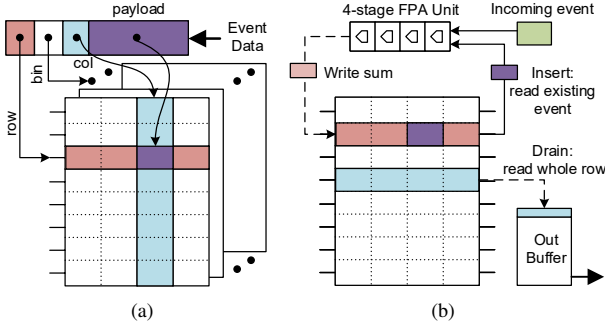 payload
Event
Data
row
bin
col
(a)
4-stage FPA Unit
Incoming event
Write sum
Insert:
read existing
event
Drain:
read whole row
Out
Buffer
(b)